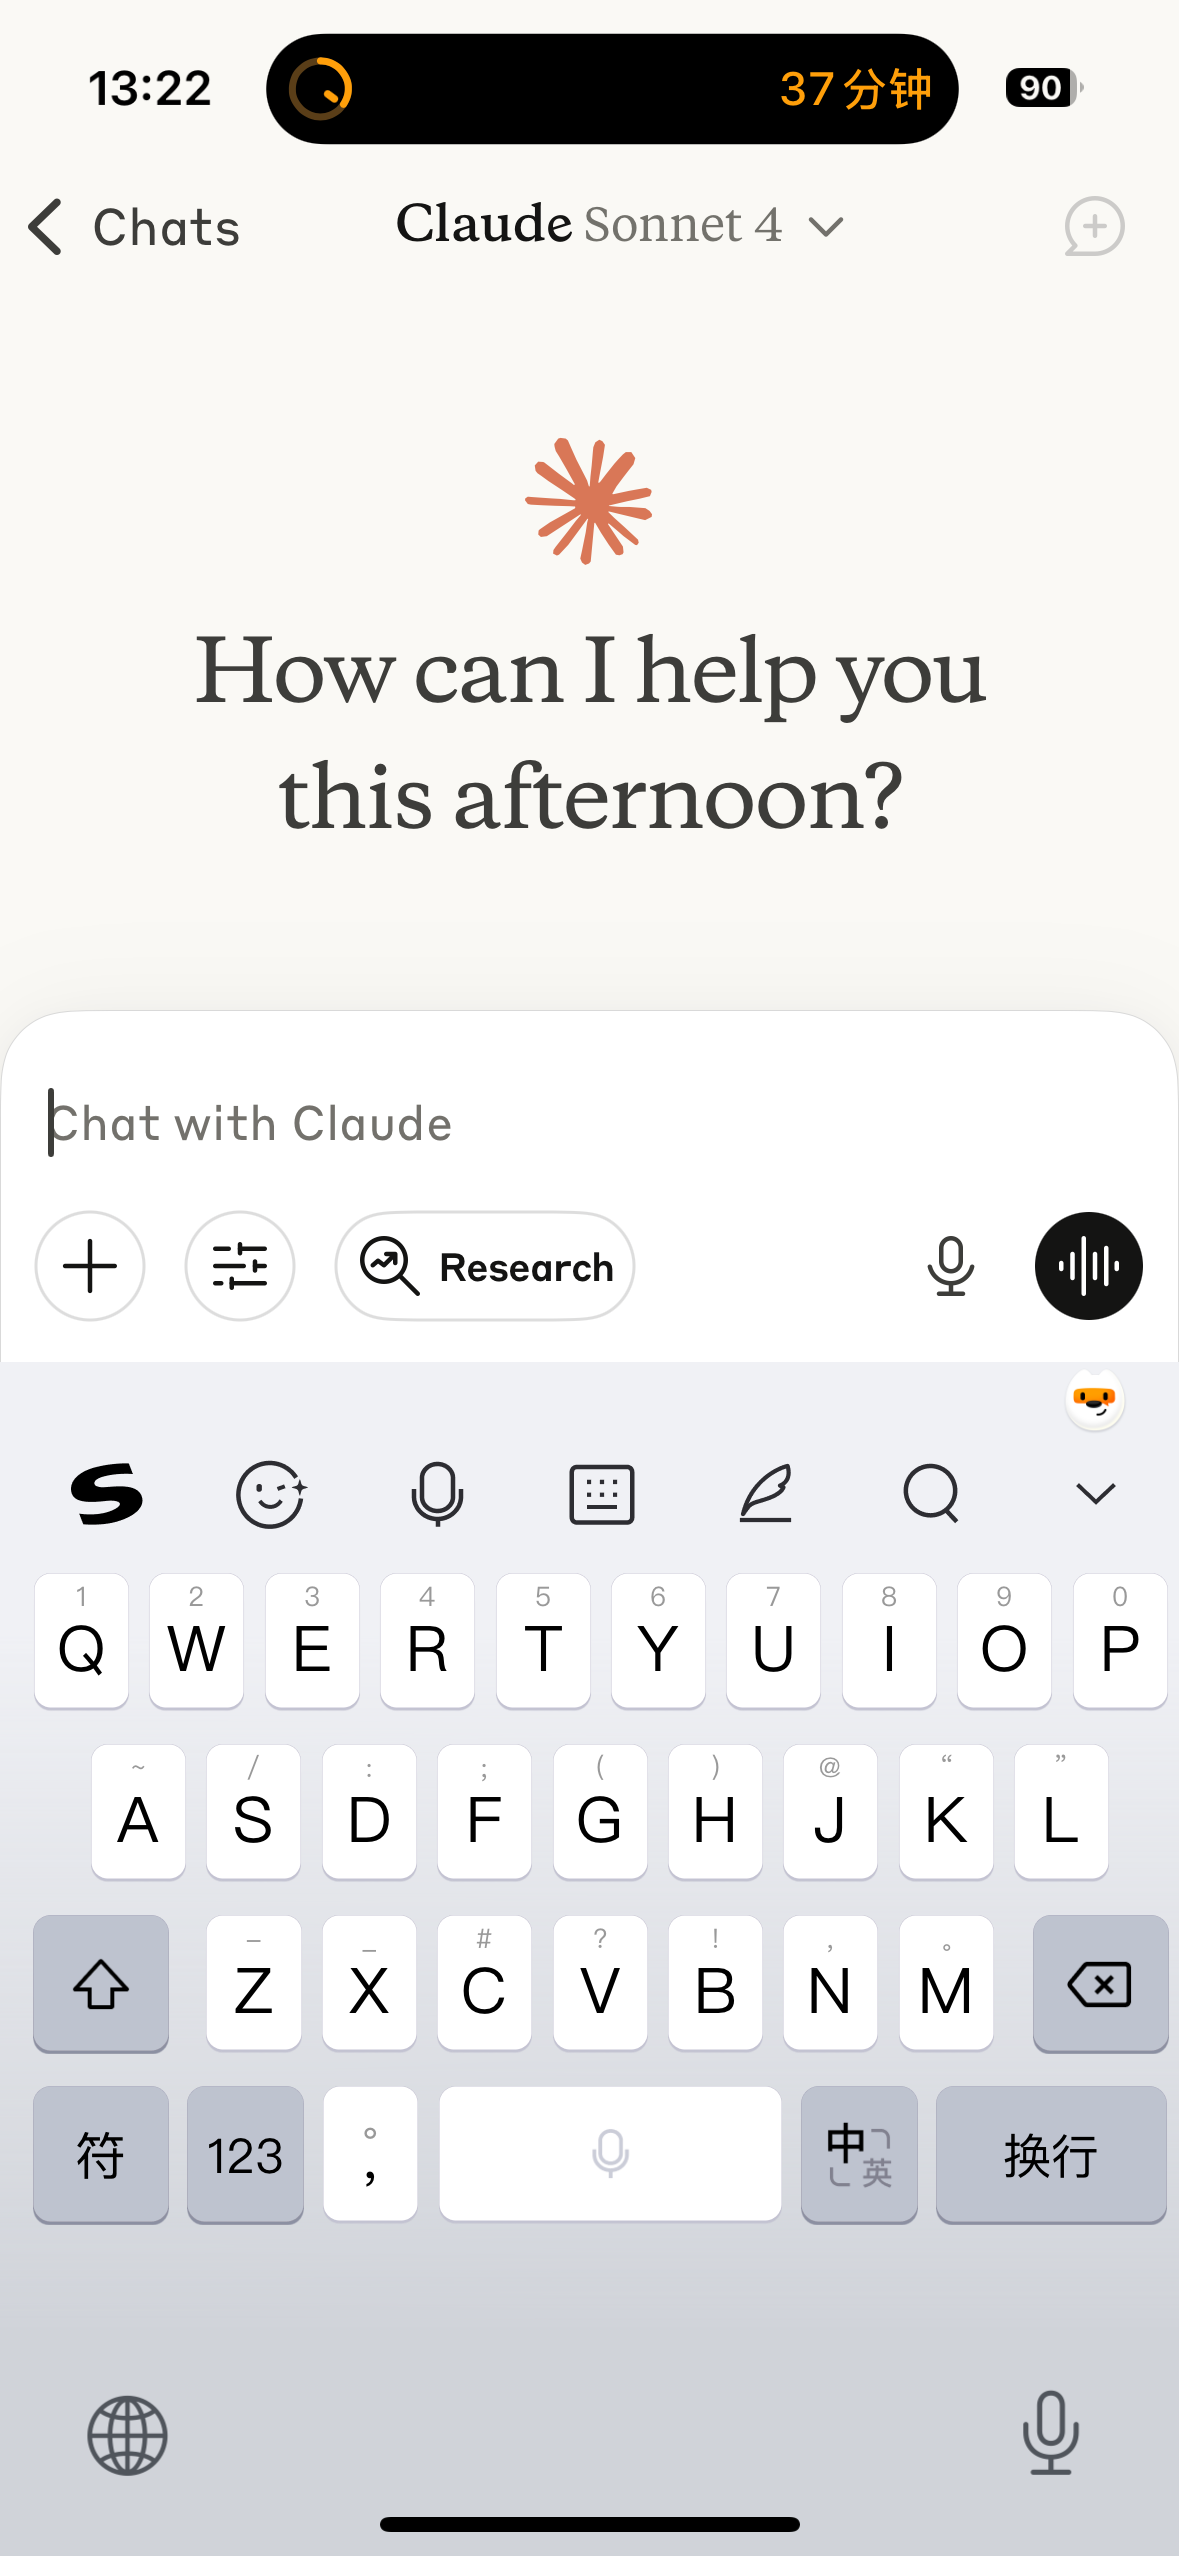 13:22
37分钟
90
Chats
Claude Sonnet 4
How can I help you
this afternoon?
Chat with Claude
Research
1 2 3 4 5 6 7 8 9 0
Q W E R T Y U I O P
~ / : ; ( ) @ “ ”
A S D F G H J K L
– _ # ? ! , 。
Z X C V B N M
符 123 。, 中英 换行